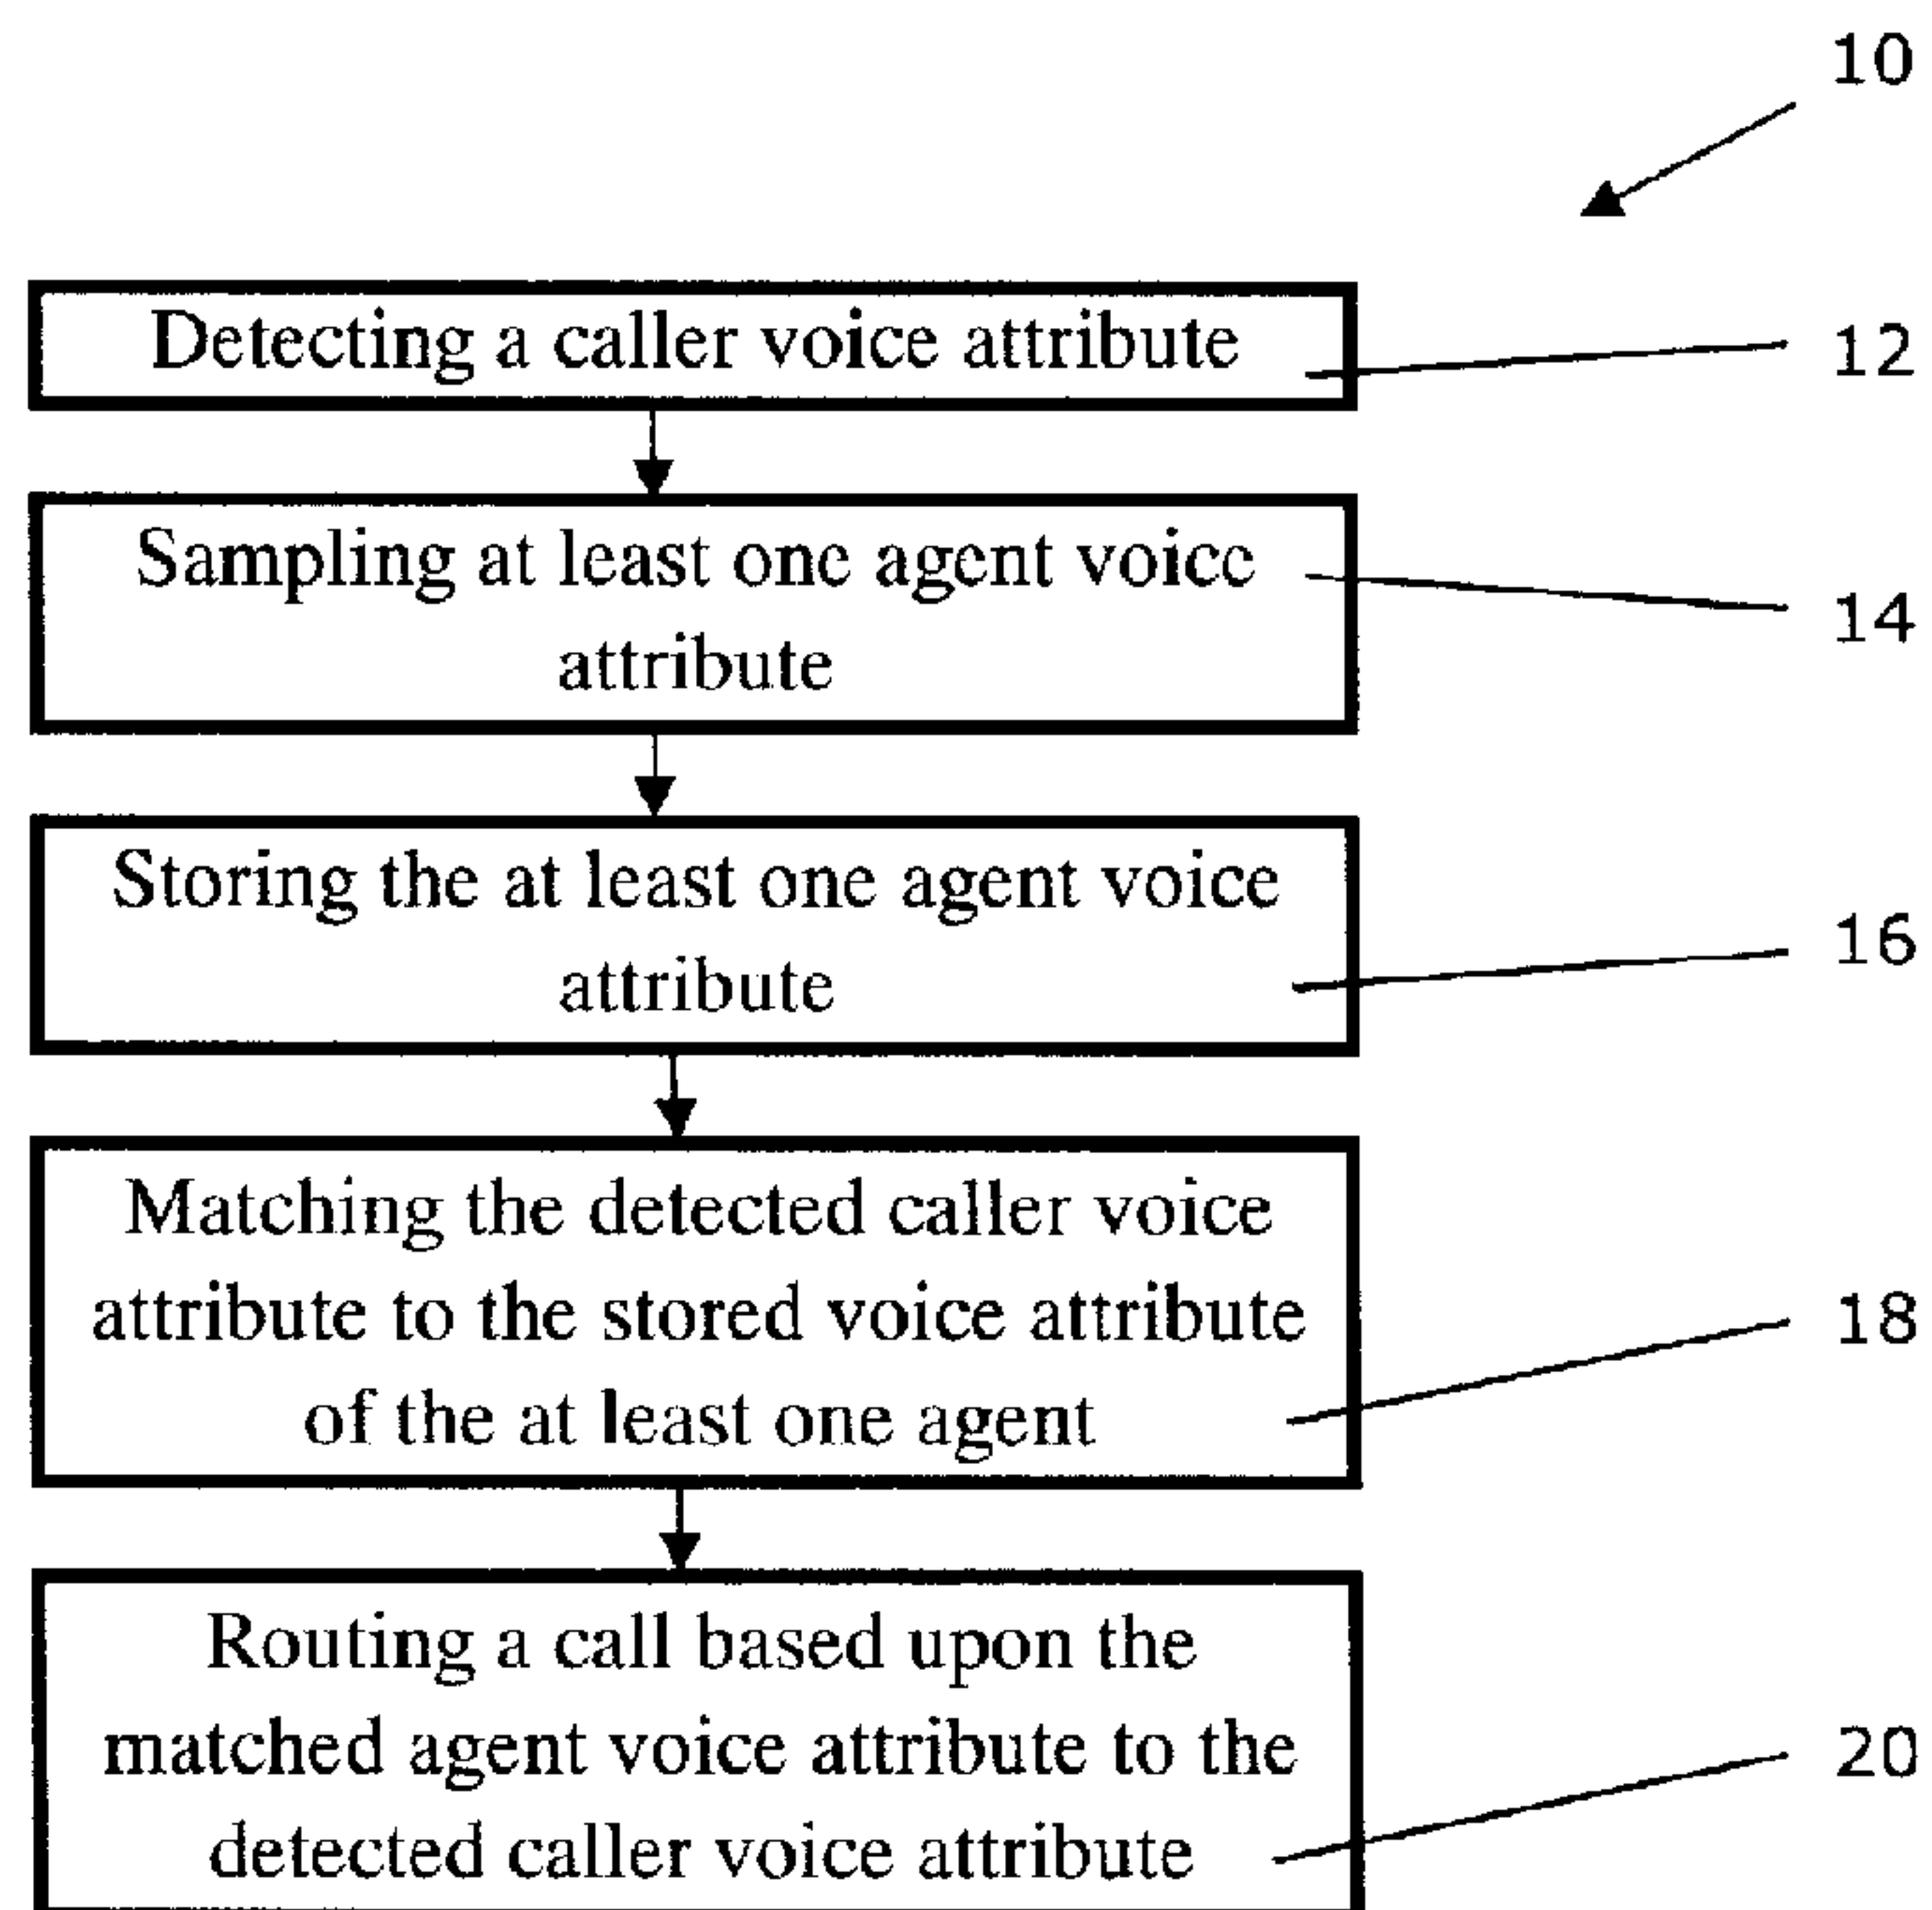 10
Detecting a caller voice attribute
12
Sampling at least one agent voice
attribute
14
Storing the at least one agent voice
attribute
16
Matching the detected caller voice
attribute to the stored voice attribute
of the at least one agent
18
Routing a call based upon the
matched agent voice attribute to the
detected caller voice attribute
20